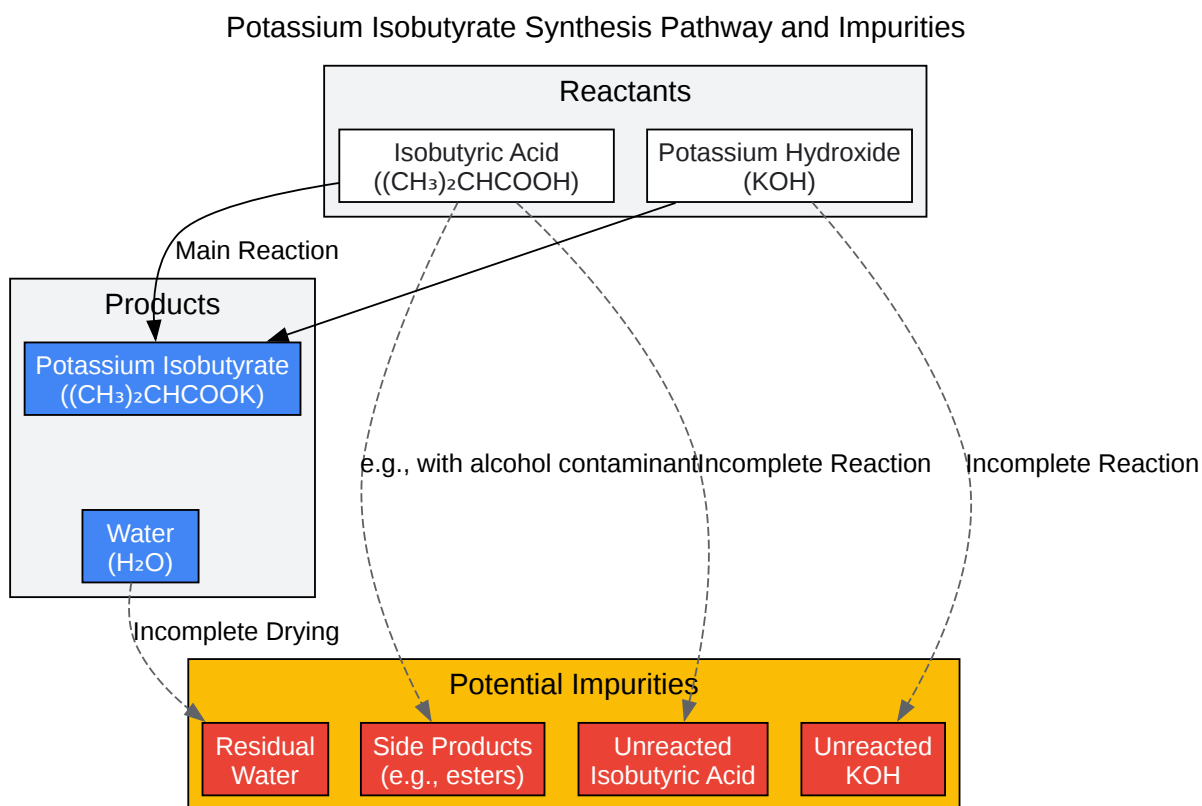 Potassium Isobutyrate Synthesis Pathway and Impurities
Reactants
Isobutyric Acid
((CH₃)₂CHCOOH)
Potassium Hydroxide
(KOH)
Main Reaction
Products
Potassium Isobutyrate
((CH₃)₂CHCOOK)
e.g., with alcohol contaminant
Incomplete Reaction
Incomplete Reaction
Water
(H₂O)
Incomplete Drying
Potential Impurities
Residual
Water
Side Products
(e.g., esters)
Unreacted
Isobutyric Acid
Unreacted
KOH